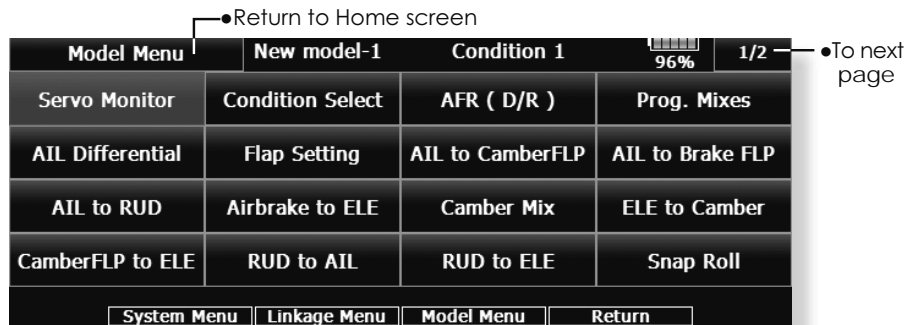 ●Return to Home screen
Model Menu New model-1 Condition 1 96% 1/2
●To next page
Servo Monitor Condition Select AFR ( D/R ) Prog. Mixes
AIL Differential Flap Setting AIL to CamberFLP AIL to Brake FLP
AIL to RUD Airbrake to ELE Camber Mix ELE to Camber
CamberFLP to ELE RUD to AIL RUD to ELE Snap Roll
System Menu Linkage Menu Model Menu Return